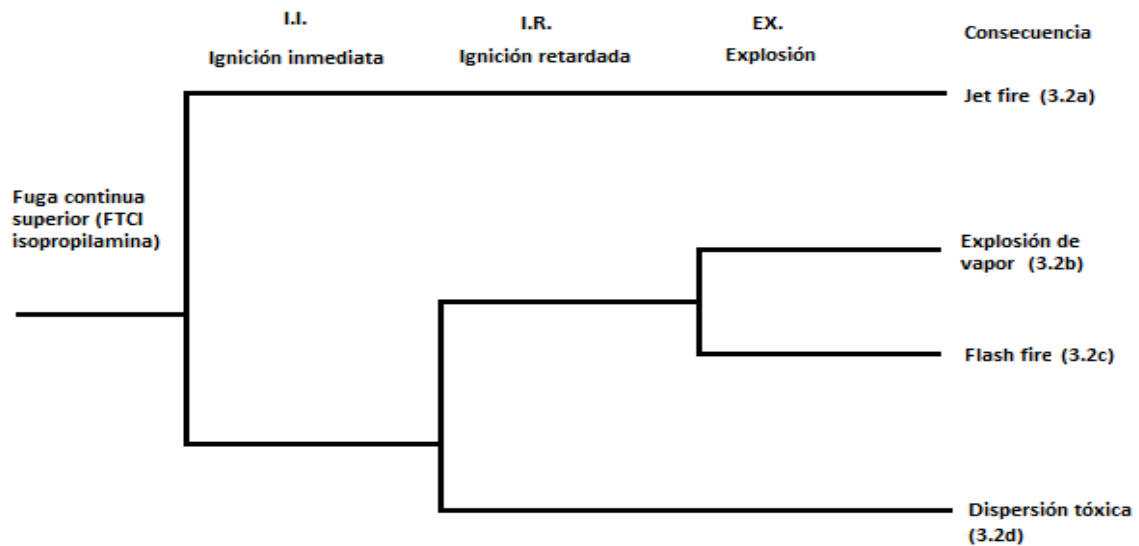 I.I.
Ignición inmediata
I.R.
Ignición retardada
EX.
Explosión
Consecuencia
Jet fire (3.2a)
Fuga continua
superior (FTCI
isopropilamina)
Explosión de
vapor (3.2b)
Flash fire (3.2c)
Dispersión tóxica
(3.2d)